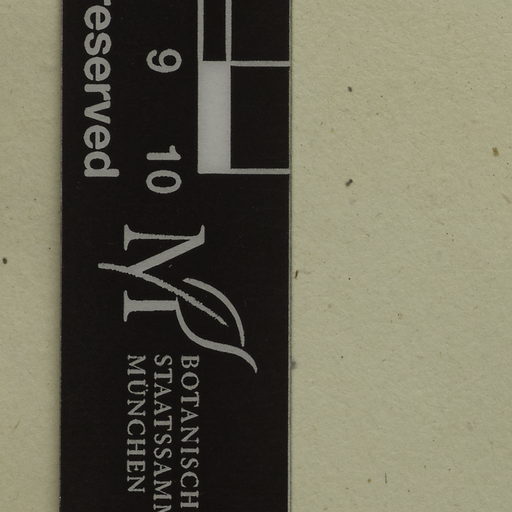 reserved
9
10
M
BOTANISCH
STAATSSAMM
MÜNCHEN